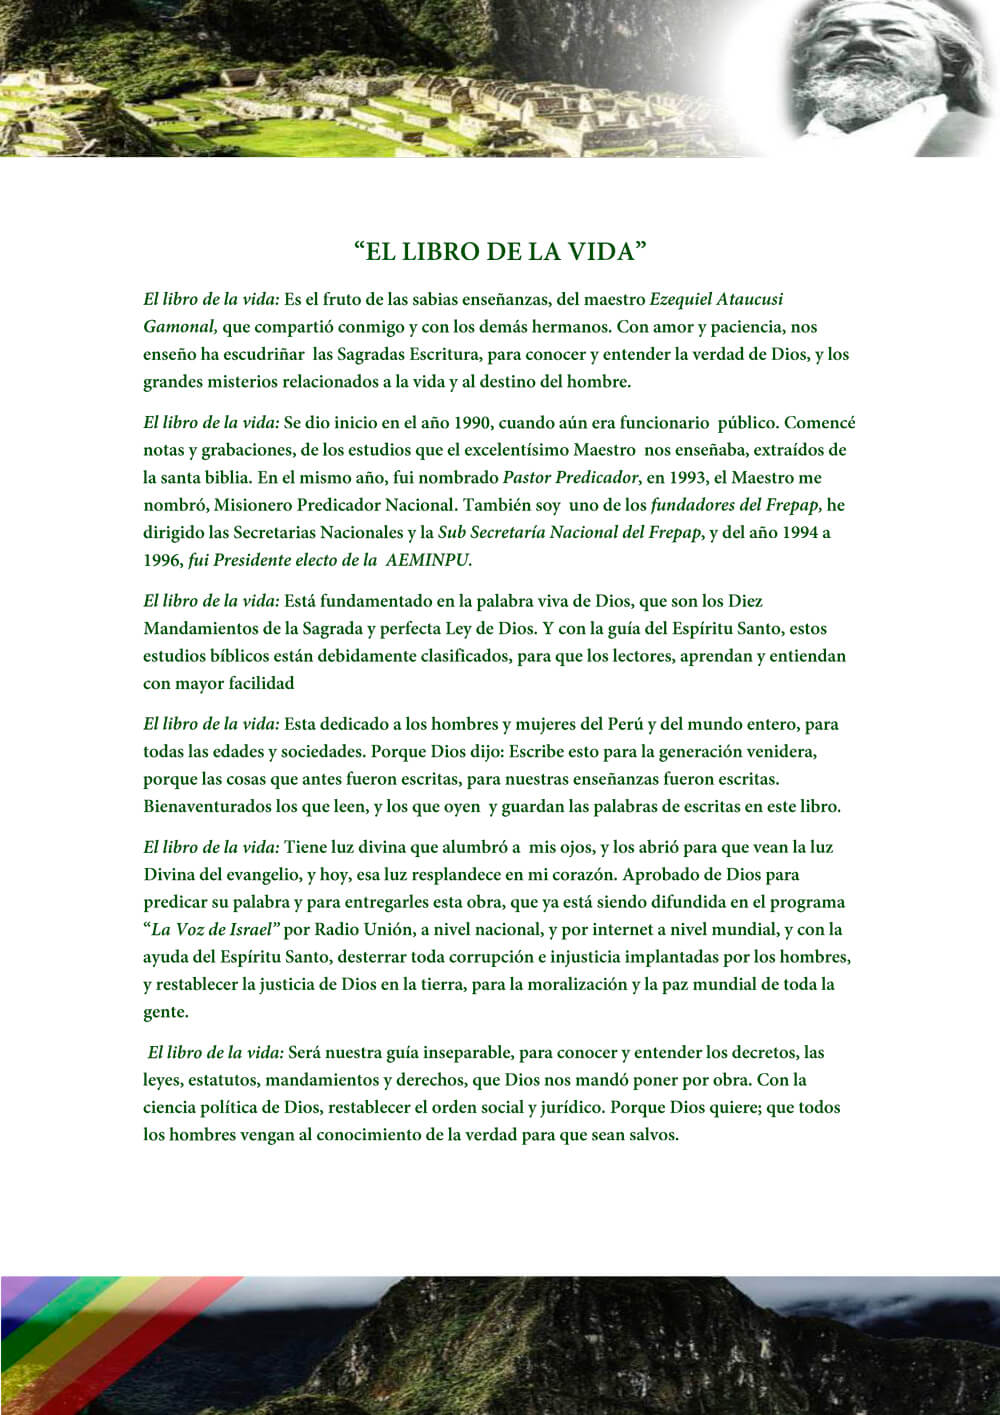 “EL LIBRO DE LA VIDA”
El libro de la vida: Es el fruto de las sabias enseñanzas, del maestro Ezequiel Ataucusi
Gamonal, que compartió conmigo y con los demás hermanos. Con amor y paciencia, nos
enseño ha escudriñar  las Sagradas Escritura, para conocer y entender la verdad de Dios, y los
grandes misterios relacionados a la vida y al destino del hombre.
El libro de la vida: Se dio inicio en el año 1990, cuando aún era funcionario  público. Comencé
notas y grabaciones, de los estudios que el excelentísimo Maestro  nos enseñaba, extraídos de
la santa biblia. En el mismo año, fui nombrado Pastor Predicador, en 1993, el Maestro me
nombró, Misionero Predicador Nacional. También soy  uno de los fundadores del Frepap, he
dirigido las Secretarias Nacionales y la Sub Secretaría Nacional del Frepap, y del año 1994 a
1996, fui Presidente electo de la  AEMINPU.
El libro de la vida: Está fundamentado en la palabra viva de Dios, que son los Diez
Mandamientos de la Sagrada y perfecta Ley de Dios. Y con la guía del Espíritu Santo, estos
estudios bíblicos están debidamente clasificados, para que los lectores, aprendan y entiendan
con mayor facilidad
El libro de la vida: Esta dedicado a los hombres y mujeres del Perú y del mundo entero, para
todas las edades y sociedades. Porque Dios dijo: Escribe esto para la generación venidera,
porque las cosas que antes fueron escritas, para nuestras enseñanzas fueron escritas.
Bienaventurados los que leen, y los que oyen  y guardan las palabras de escritas en este libro.
El libro de la vida: Tiene luz divina que alumbró a  mis ojos, y los abrió para que vean la luz
Divina del evangelio, y hoy, esa luz resplandece en mi corazón. Aprobado de Dios para
predicar su palabra y para entregarles esta obra, que ya está siendo difundida en el programa
“La Voz de Israel” por Radio Unión, a nivel nacional, y por internet a nivel mundial, y con la
ayuda del Espíritu Santo, desterrar toda corrupción e injusticia implantadas por los hombres,
y restablecer la justicia de Dios en la tierra, para la moralización y la paz mundial de toda la
gente.
El libro de la vida: Será nuestra guía inseparable, para conocer y entender los decretos, las
leyes, estatutos, mandamientos y derechos, que Dios nos mandó poner por obra. Con la
ciencia política de Dios, restablecer el orden social y jurídico. Porque Dios quiere; que todos
los hombres vengan al conocimiento de la verdad para que sean salvos.